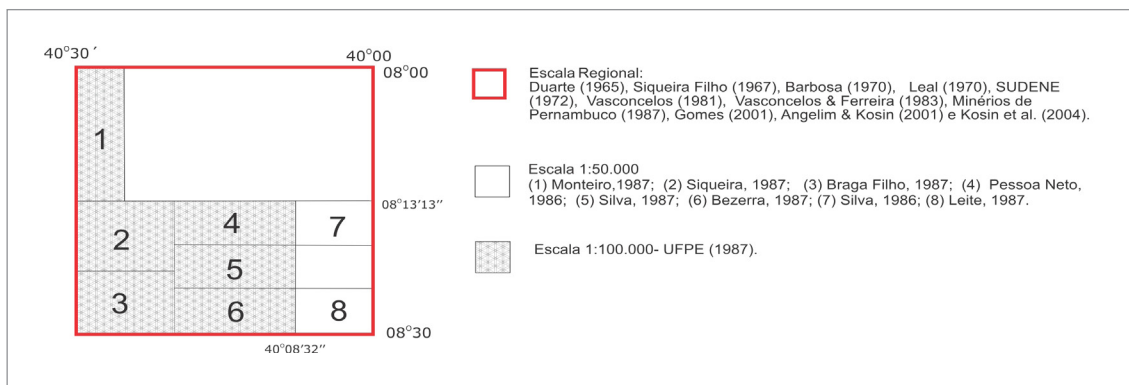 40°30´
40°00
08°00
1
08°13'13''
2
4
7
5
3
6
8
08°30
40°08'32''
Escala Regional:
Duarte (1965), Siqueira Filho (1967), Barbosa (1970), Leal (1970), SUDENE
(1972), Vasconcelos (1981), Vasconcelos & Ferreira (1983), Minérios de
Pernambuco (1987), Gomes (2001), Angelim & Kosin (2001) e Kosin et al. (2004).
Escala 1:50.000
(1) Monteiro,1987; (2) Siqueira, 1987; (3) Braga Filho, 1987; (4) Pessoa Neto,
1986; (5) Silva, 1987; (6) Bezerra, 1987; (7) Silva, 1986; (8) Leite, 1987.
Escala 1:100.000- UFPE (1987).